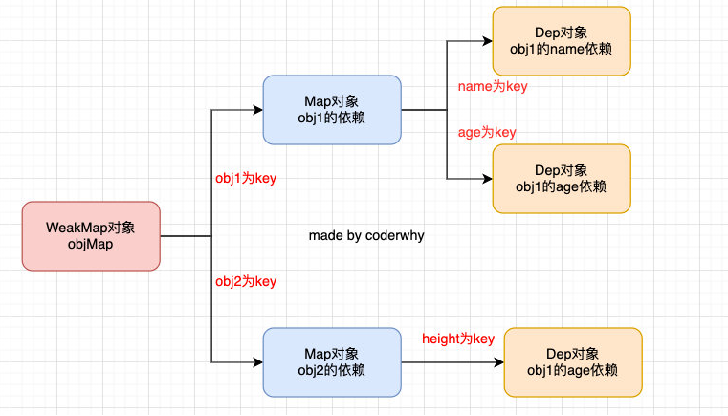 Dep对象
obj1的name依赖
Map对象
obj1的依赖
name为key
age为key
Dep对象
obj1的age依赖
obj1为key
WeakMap对象
objMap
made by coderwhy
obj2为key
Map对象
obj2的依赖
height为key
Dep对象
obj1的age依赖